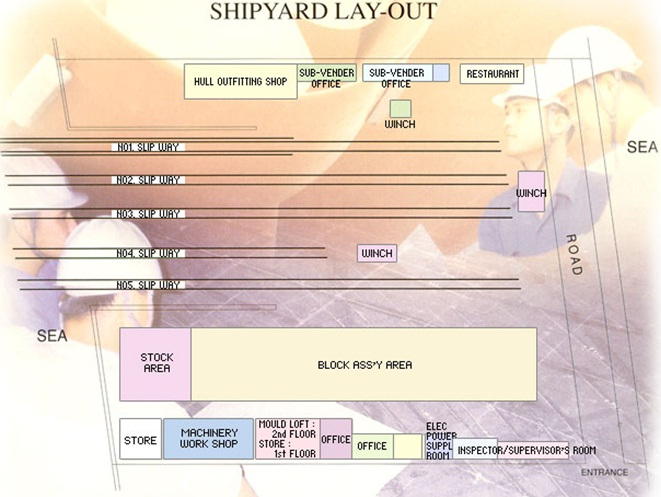 SHIPYARD LAY-OUT
HULL OUTFITTING SHOP
SUB-VENDER
OFFICE
SUB-VENDER
OFFICE
RESTAURANT
WINCH
NO1. SLIP WAY
SEA
NO2. SLIP WAY
WINCH
NO3. SLIP WAY
ROAD
NO4. SLIP WAY
WINCH
NO5. SLIP WAY
SEA
STOCK
AREA
BLOCK ASS'Y AREA
STORE
MACHINERY
WORK SHOP
MOULD LOFT :
2nd FLOOR
STORE :
1st FLOOR
OFFICE
OFFICE
ELEC
POWER
SUPPL
ROOM
INSPECTOR/SUPERVISOR'S ROOM
ENTRANCE